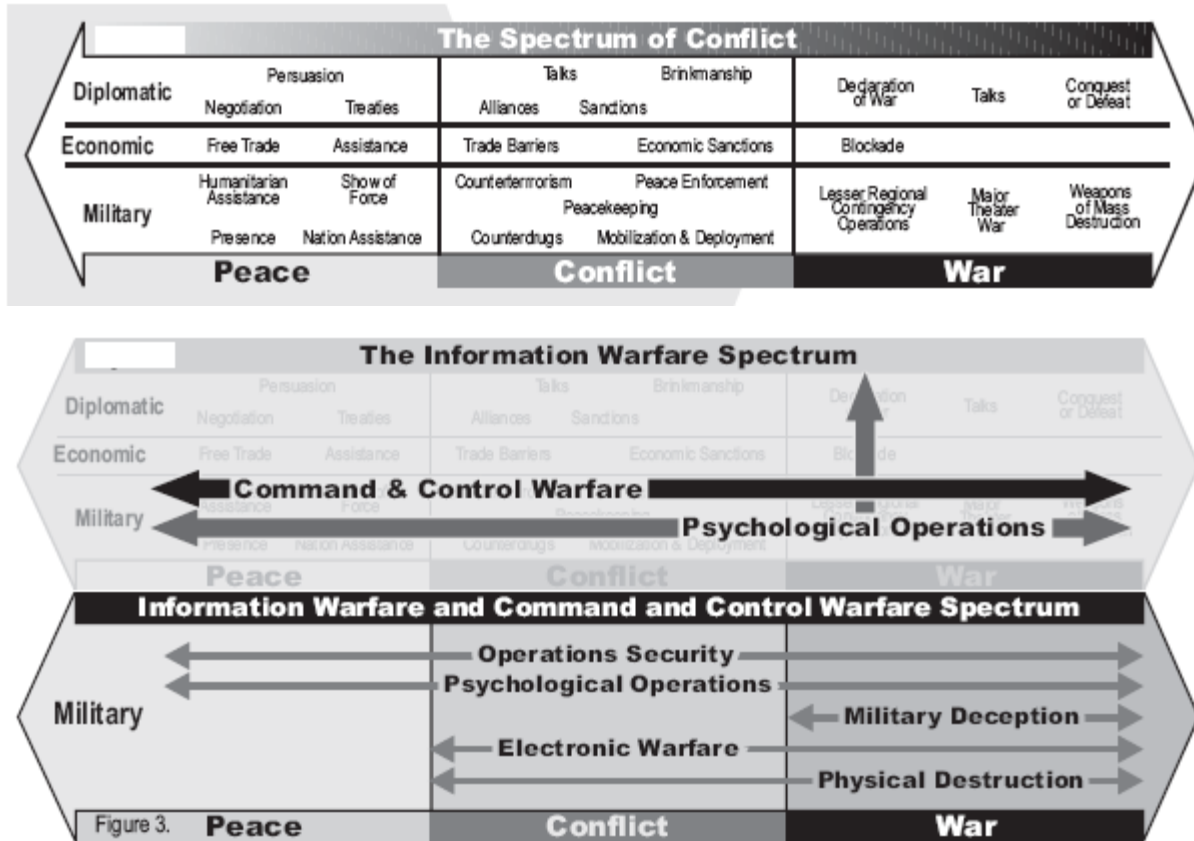 The Spectrum of Conflict
Diplomatic
Persuasion
Negotiation Treaties
Talks Brinkmanship
Alliances Sanctions
Declaration
of War
Talks
Conquest
or Defeat
Economic
Free Trade Assistance
Trade Barriers Economic Sanctions
Blockade
Military
Humanitarian
Assistance
Show of
Force
Presence Nation Assistance
Counterterrrorism Peace Enforcement
Peacekeeping
Counterdrugs Mobilization & Deployment
Lesser Regional
Contingency
Operations
Major
Theater
War
Weapons
of Mass
Destruction
Peace Conflict War
The Information Warfare Spectrum
Diplomatic
Persuasion
Negotiation Treaties
Talks Brinkmanship
Alliances Sanctions
Talks
Conquest
or Defeat
Economic
Free Trade Assistance
Trade Barriers Economic Sanctions
Command & Control Warfare
Military
Assistance Force
Psychological Operations
Presence Nation Assistance
Counterdrugs Mobilization & Deployment
Peace Conflict War
Information Warfare and Command and Control Warfare Spectrum
Operations Security
Psychological Operations
Military
Military Deception
Electronic Warfare
Physical Destruction
Figure 3.
Peace Conflict War